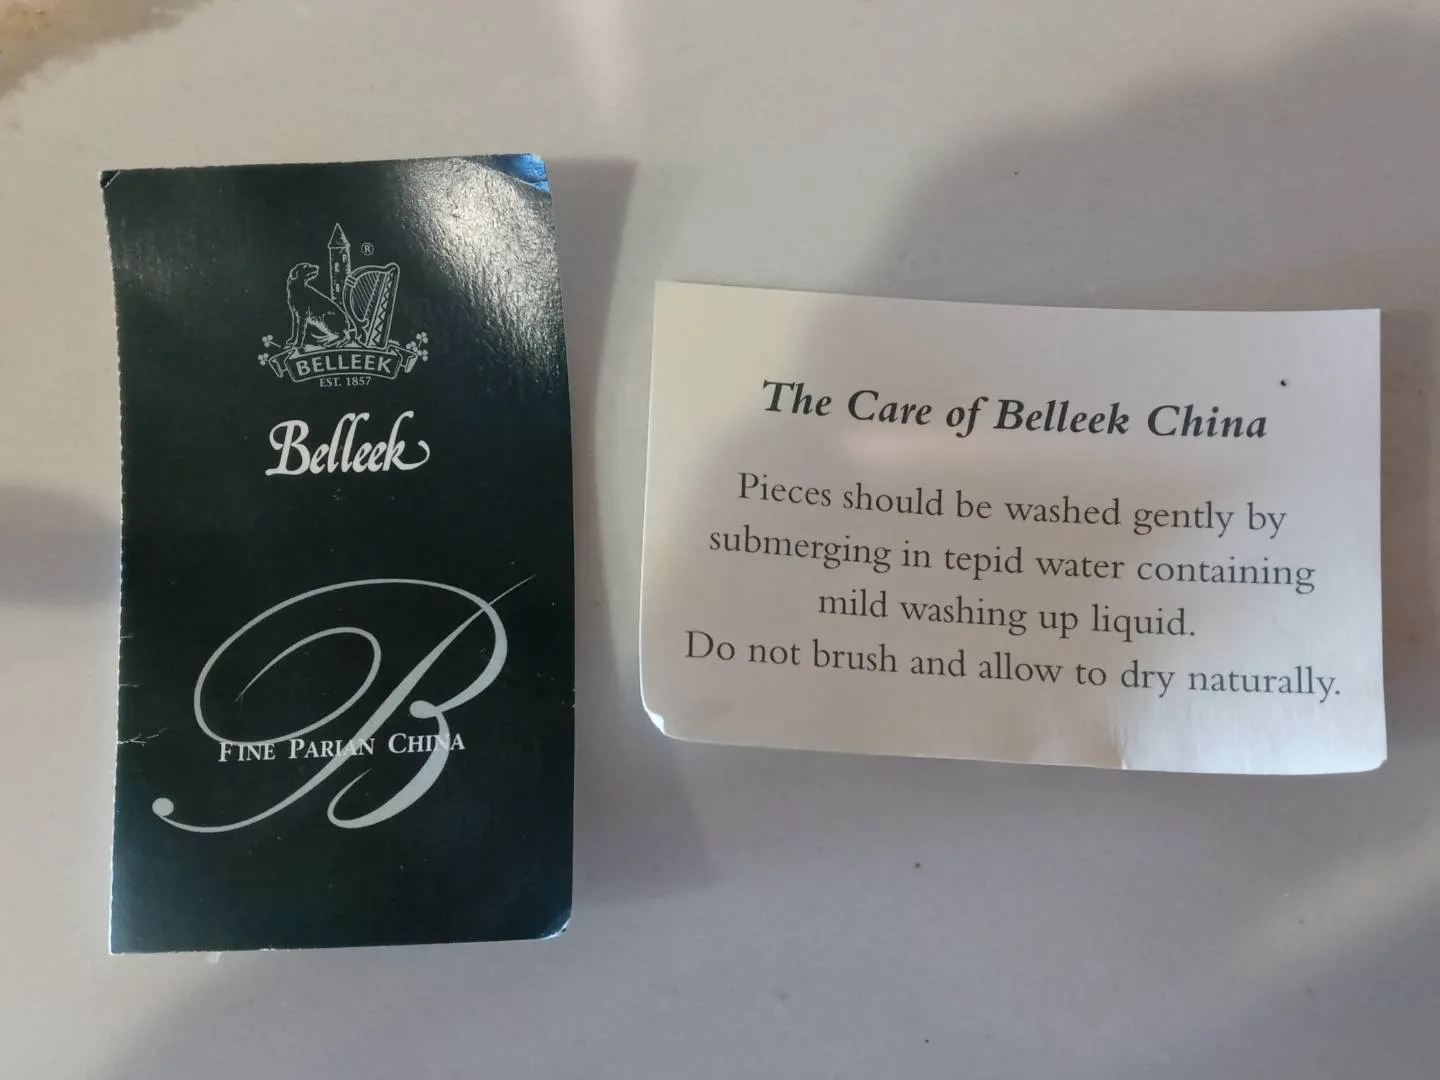 ®
BELLEEK
EST. 1857
Belleek
B
FINE PARIAN CHINA
The Care of Belleek China
Pieces should be washed gently by
submerging in tepid water containing
mild washing up liquid.
Do not brush and allow to dry naturally.